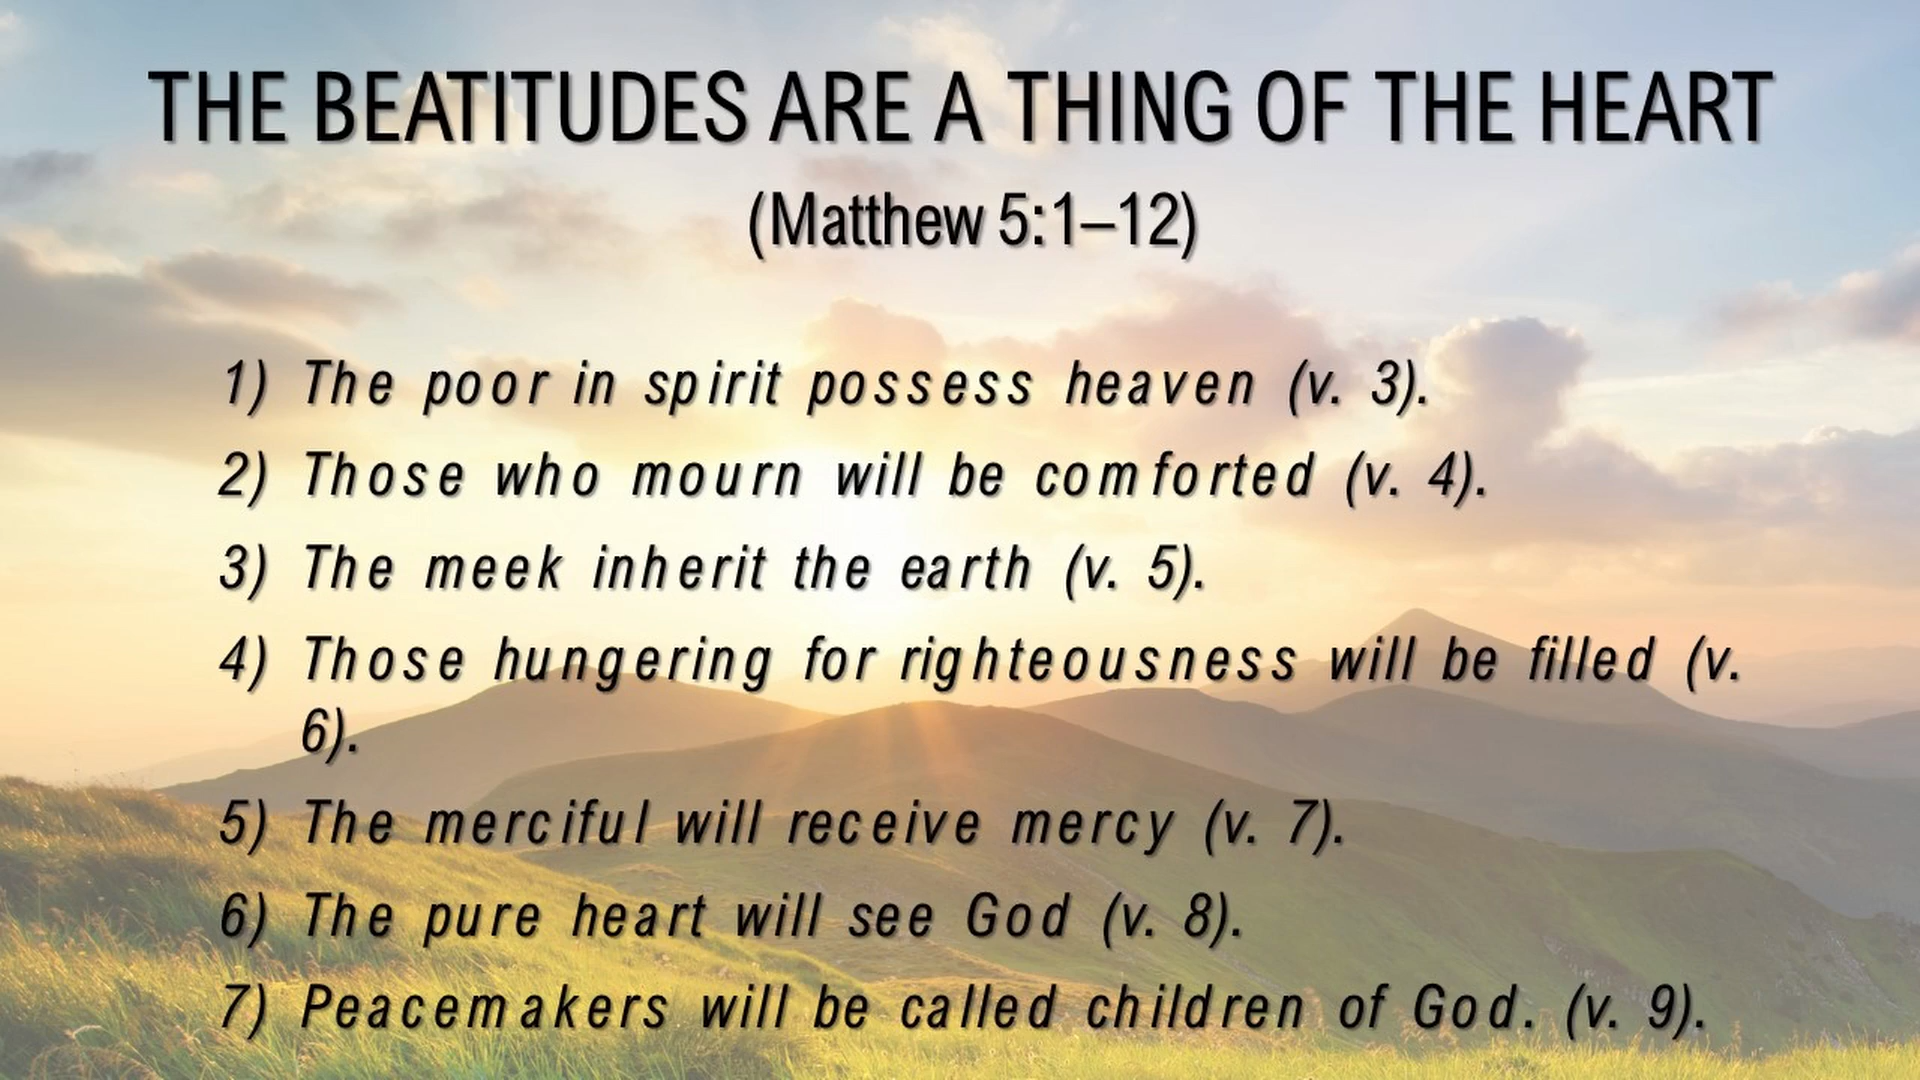 THE BEATITUDES ARE A THING OF THE HEART
(Matthew 5:1–12)
1) The poor in spirit possess heaven (v. 3).
2) Those who mourn will be comforted (v. 4).
3) The meek inherit the earth (v. 5).
4) Those hungering for righteousness will be filled (v.
6).
5) The merciful will receive mercy (v. 7).
6) The pure heart will see God (v. 8).
7) Peacemakers will be called children of God. (v. 9).